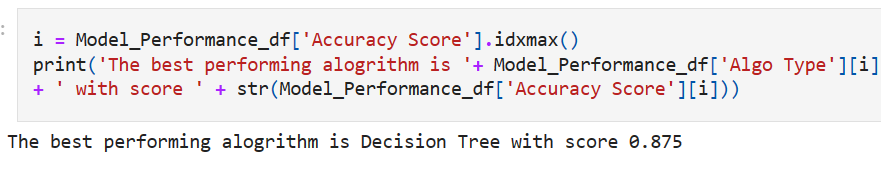 :
i = Model_Performance_df['Accuracy Score'].idxmax()
print('The best performing alogrithm is '+ Model_Performance_df['Algo Type'][i]
+ ' with score ' + str(Model_Performance_df['Accuracy Score'][i]))
The best performing alogrithm is Decision Tree with score 0.875